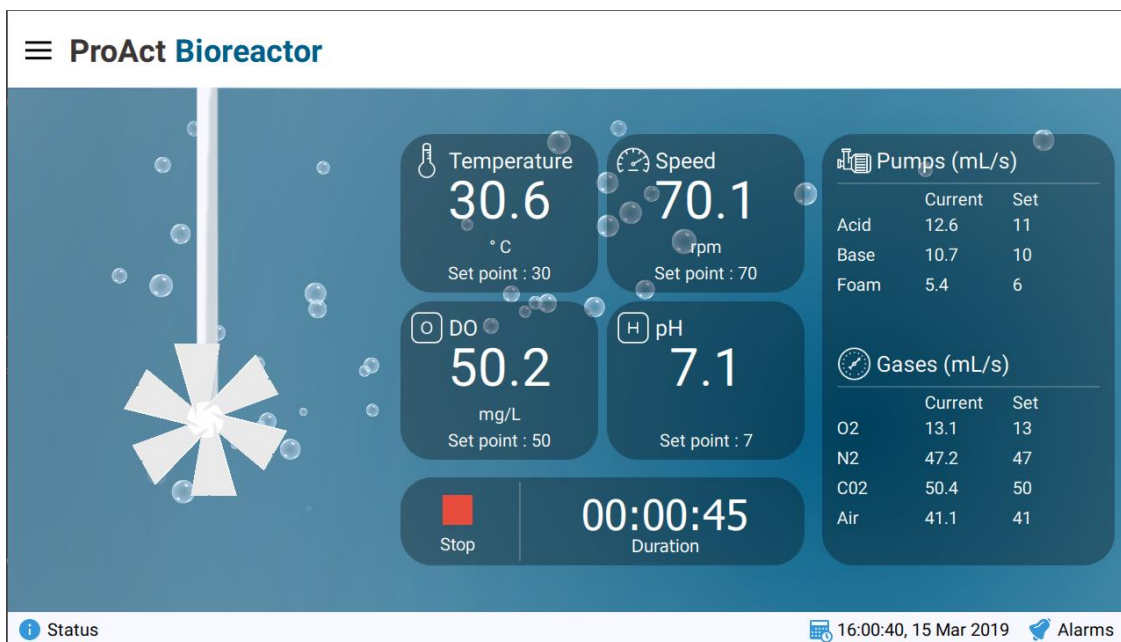 ProAct Bioreactor
Temperature
30.6
° C
Set point : 30
Speed
70.1
rpm
Set point : 70
O DO
50.2
mg/L
Set point : 50
H pH
7.1
Set point : 7
Stop
00:00:45
Duration
Pumps (mL/s)
Current Set
Acid 12.6 11
Base 10.7 10
Foam 5.4 6
Gases (mL/s)
Current Set
O2 13.1 13
N2 47.2 47
C02 50.4 50
Air 41.1 41
Status
16:00:40, 15 Mar 2019
Alarms